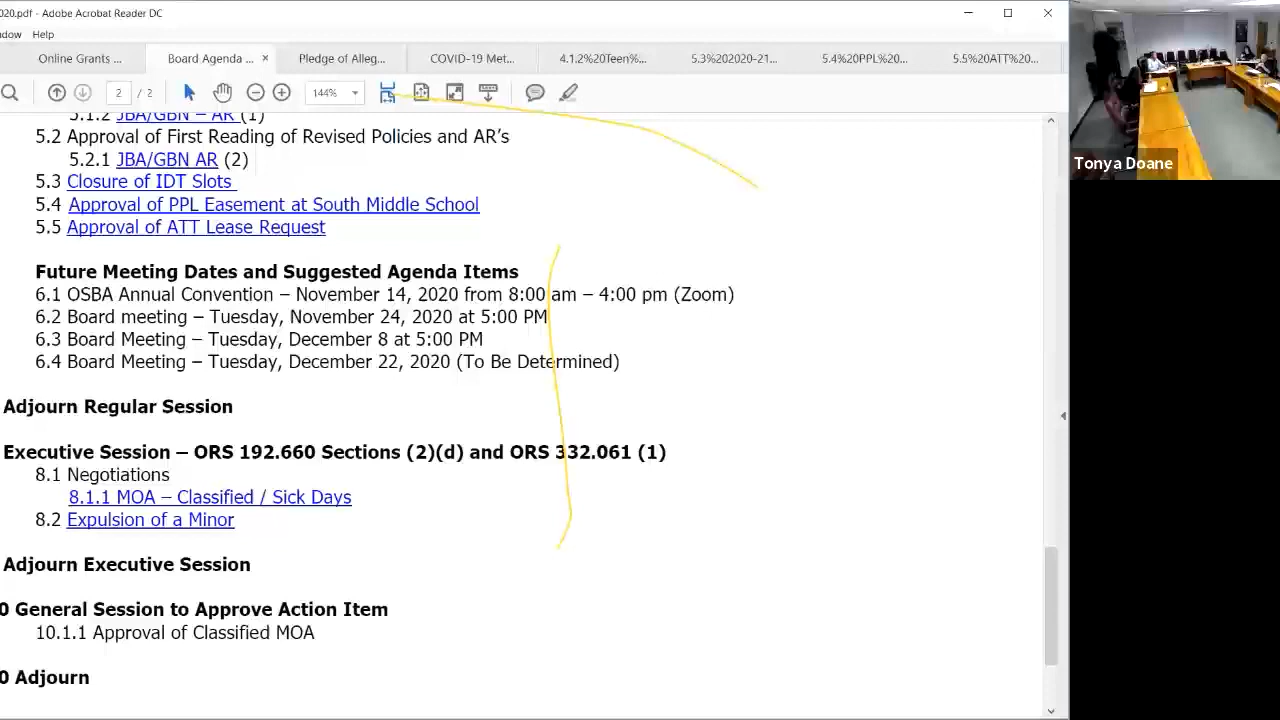 020.pdf - Adobe Acrobat Reader DC
ndow Help
Online Grants ... Board Agenda ... × Pledge of Alleg... COVID-19 Met... 4.1.2%20Teen%... 5.3%202020-21... 5.4%20PPL%20... 5.5%20ATT%20...
2 / 2 144%
5.1.2 JBA/GBN – AR (1)
5.2 Approval of First Reading of Revised Policies and AR’s
5.2.1 JBA/GBN AR (2)
5.3 Closure of IDT Slots
5.4 Approval of PPL Easement at South Middle School
5.5 Approval of ATT Lease Request
Future Meeting Dates and Suggested Agenda Items
6.1 OSBA Annual Convention – November 14, 2020 from 8:00 am – 4:00 pm (Zoom)
6.2 Board meeting – Tuesday, November 24, 2020 at 5:00 PM
6.3 Board Meeting – Tuesday, December 8 at 5:00 PM
6.4 Board Meeting – Tuesday, December 22, 2020 (To Be Determined)
Adjourn Regular Session
Executive Session – ORS 192.660 Sections (2)(d) and ORS 332.061 (1)
8.1 Negotiations
8.1.1 MOA – Classified / Sick Days
8.2 Expulsion of a Minor
Adjourn Executive Session
0 General Session to Approve Action Item
10.1.1 Approval of Classified MOA
0 Adjourn
Tonya Doane